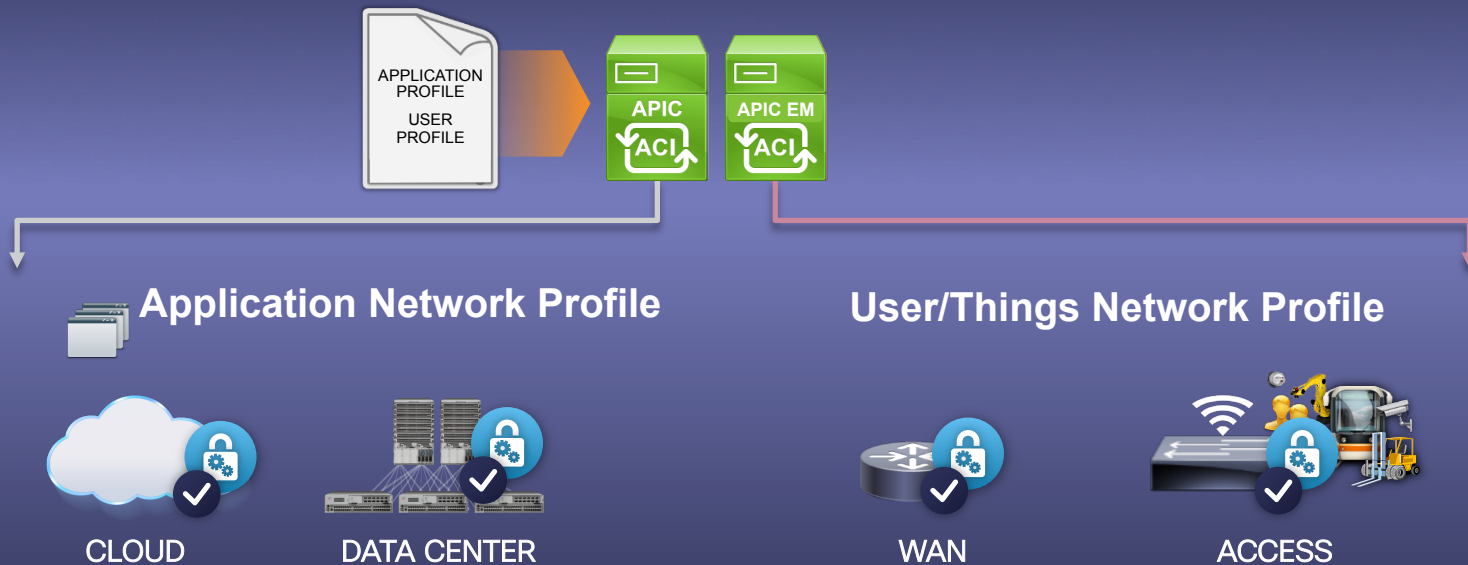 APPLICATION
PROFILE
USER
PROFILE
APIC
ACI
APIC EM
ACI
Application Network Profile
User/Things Network Profile
CLOUD
DATA CENTER
WAN
ACCESS